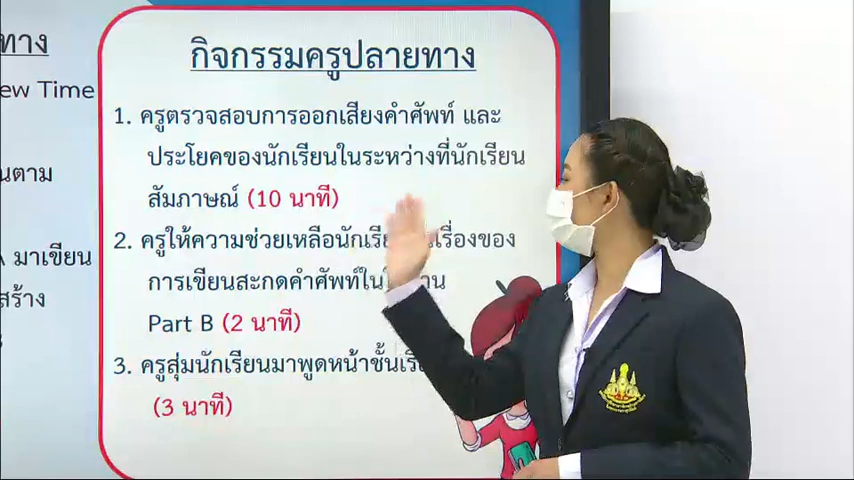 ทาง
ew Time
นตาม
A มาเขียน
สร้าง
กิจกรรมครูปลายทาง
1. ครูตรวจสอบการออกเสียงคำศัพท์ และ
ประโยคของนักเรียนในระหว่างที่นักเรียน
สัมภาษณ์ (10 นาที)
2. ครูให้ความช่วยเหลือนักเรี เรื่องของ
การเขียนสะกดคำศัพท์ใน
Part B (2 นาที)
3. ครูสุ่มนักเรียนมาพูดหน้าชั้นเรี
(3 นาที)